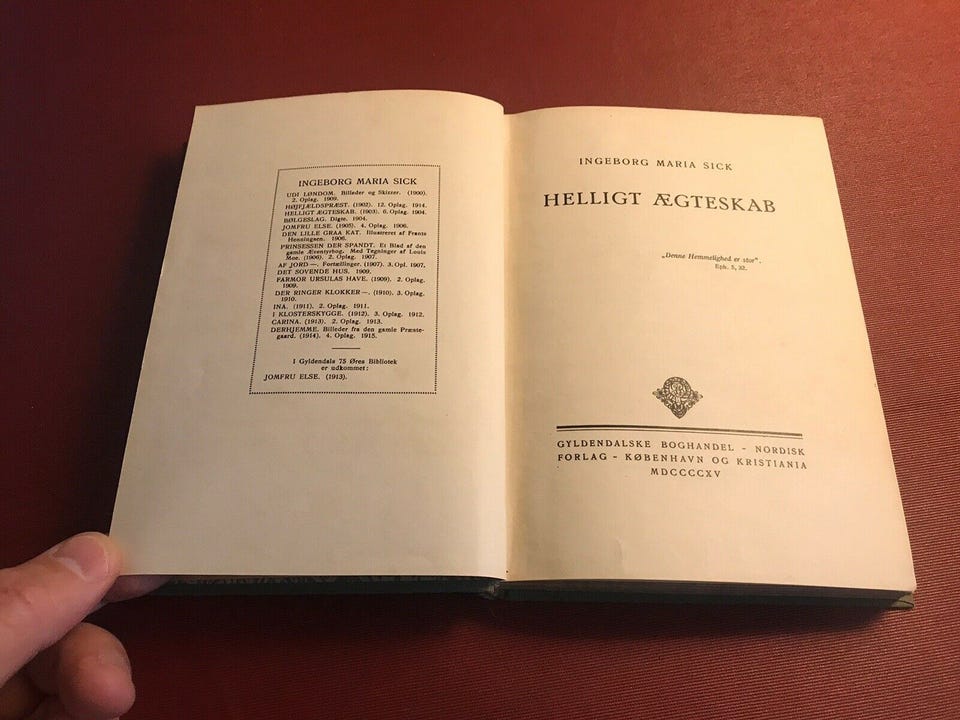 INGEBORG MARIA SICK
UDI LØNDOM. Billeder og Skizzer. (1900).
2. Oplag. 1909.
HØJFJÆLDSPRÆST. (1902). 12. Oplag. 1914.
HELLIGT ÆGTESKAB. (1903). 6. Oplag. 1904.
BØLGESLAG. Digte. 1904.
JOMFRU ELSE. (1905). 4. Oplag. 1906.
DEN LILLE GRAA KAT. Illustreret af Frants
Henningsen. 1906.
PRINSESSEN DER SPANDT. Et Blad af den
gamle Æventyrbog. Med Tegninger af Louis
Moe. (1906). 2. Oplag. 1907.
AF JORD —. Fortællinger. (1907). 3. Opl. 1907.
DET SOVENDE HUS. 1909.
FARMOR URSULAS HAVE. (1909). 2. Oplag.
1909.
DER RINGER KLOKKER —. (1910). 3. Oplag.
1910.
INA. (1911). 2. Oplag. 1911.
I KLOSTERSKYGGE. (1912). 3. Oplag. 1912.
CARINA. (1913). 2. Oplag. 1913.
DERHJEMME. Billeder fra den gamle Præste-
gaard. (1914). 4. Oplag. 1915.
I Gyldendals 75 Øres Bibliotek
er udkommet:
JOMFRU ELSE. (1913).
INGEBORG MARIA SICK
HELLIGT ÆGTESKAB
„Denne Hemmelighed er stor“.
Eph. 5, 32.
GYLDENDALSKE BOGHANDEL - NORDISK
FORLAG - KØBENHAVN OG KRISTIANIA
MDCCCCXV